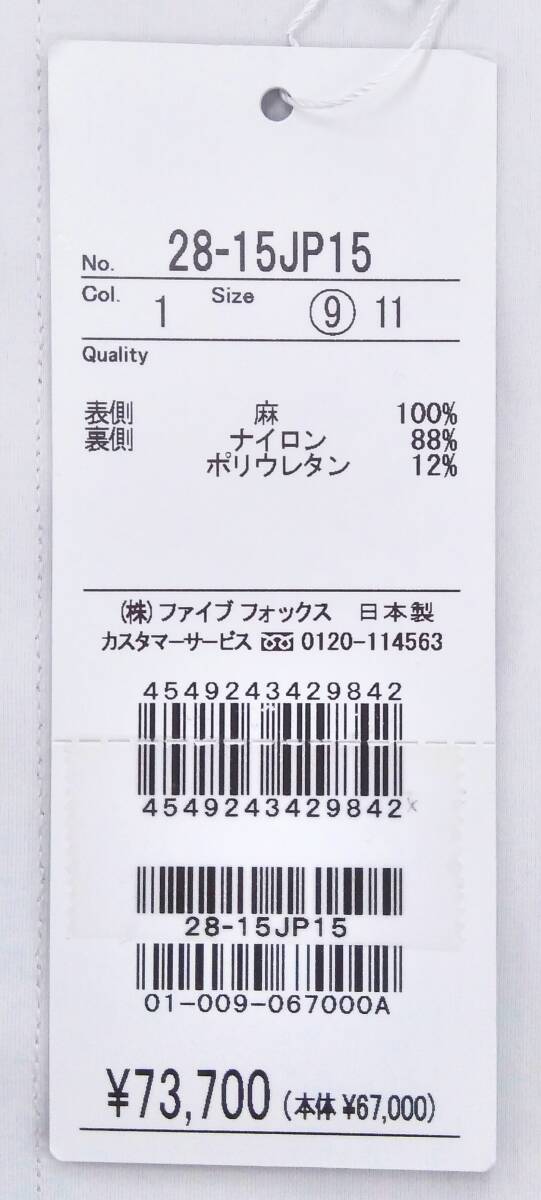 No. 28-15JP15
Col. 1 Size 9 11
Quality
表側 麻 100%
裏側 ナイロン 88%
ポリウレタン 12%
(株)ファイブ フォックス 日本製
カスタマーサービス 0120-114563
4549243429842
4549243429842
28-15JP15
01-009-067000A
¥73,700 (本体 ¥67,000)